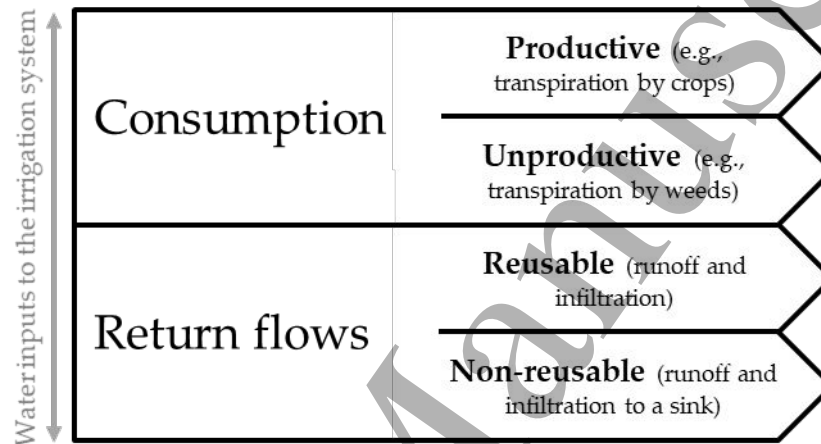 Water inputs to the irrigation system
Consumption
Productive (e.g.,
transpiration by crops)
Unproductive (e.g.,
transpiration by weeds)
Return flows
Reusable (runoff and
infiltration)
Non-reusable (runoff and
infiltration to a sink)